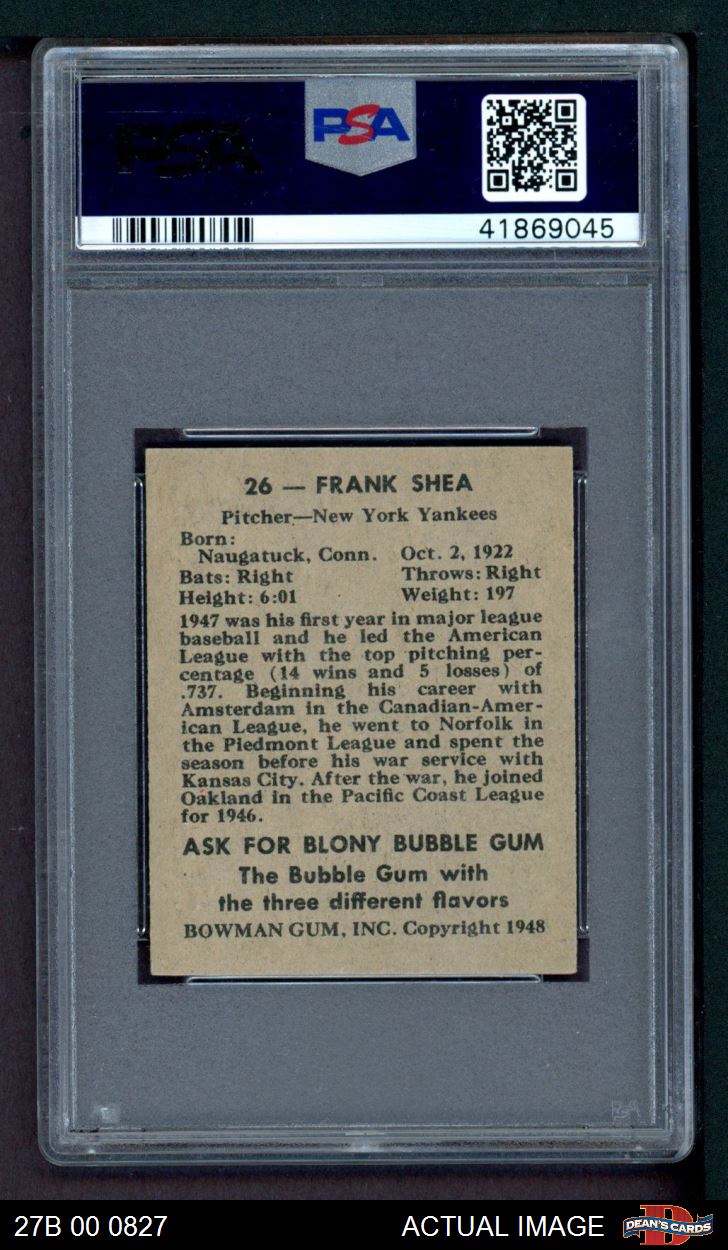 PSA
PSA
41869045
26 — FRANK SHEA
Pitcher—New York Yankees
Born:
Naugatuck, Conn. Oct. 2, 1922
Bats: Right Throws: Right
Height: 6:01 Weight: 197
1947 was his first year in major league
baseball and he led the American
League with the top pitching per-
centage (14 wins and 5 losses) of
.737. Beginning his career with
Amsterdam in the Canadian-Amer-
ican League, he went to Norfolk in
the Piedmont League and spent the
season before his war service with
Kansas City. After the war, he joined
Oakland in the Pacific Coast League
for 1946.
ASK FOR BLONY BUBBLE GUM
The Bubble Gum with
the three different flavors
BOWMAN GUM, INC. Copyright 1948
PSA
27B 00 0827 ACTUAL IMAGE DEAN'S CARDS